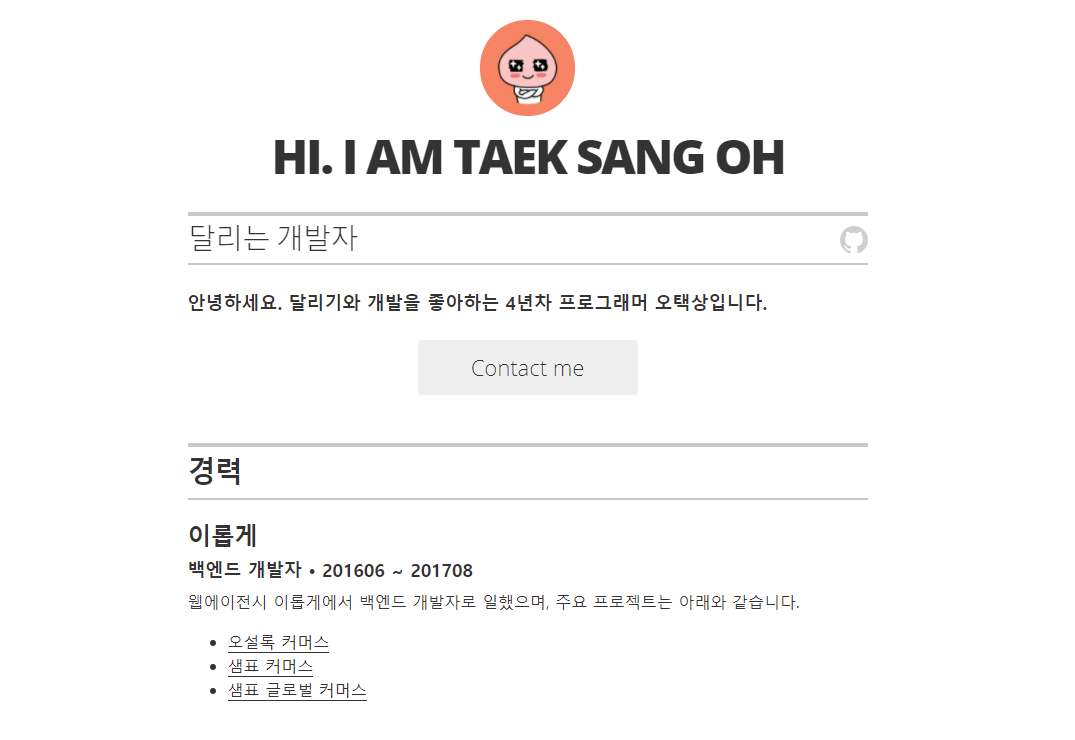 HI. I AM TAEK SANG OH
달리는 개발자
안녕하세요. 달리기와 개발을 좋아하는 4년차 프로그래머 오택상입니다.
Contact me
경력
이롭게
백엔드 개발자 • 201606 ~ 201708
웹에이전시 이롭게에서 백엔드 개발자로 일했으며, 주요 프로젝트는 아래와 같습니다.
• 오설록 커머스
• 샘표 커머스
• 샘표 글로벌 커머스